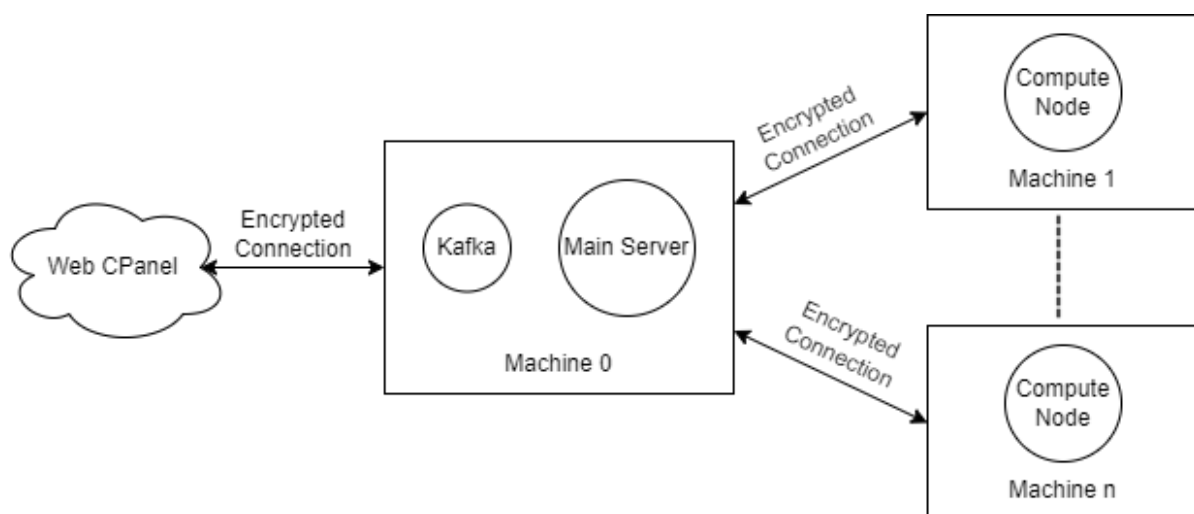 Web CPanel
Encrypted
Connection
Kafka
Main Server
Machine 0
Encrypted
Connection
Compute
Node
Machine 1
Encrypted
Connection
Compute
Node
Machine n